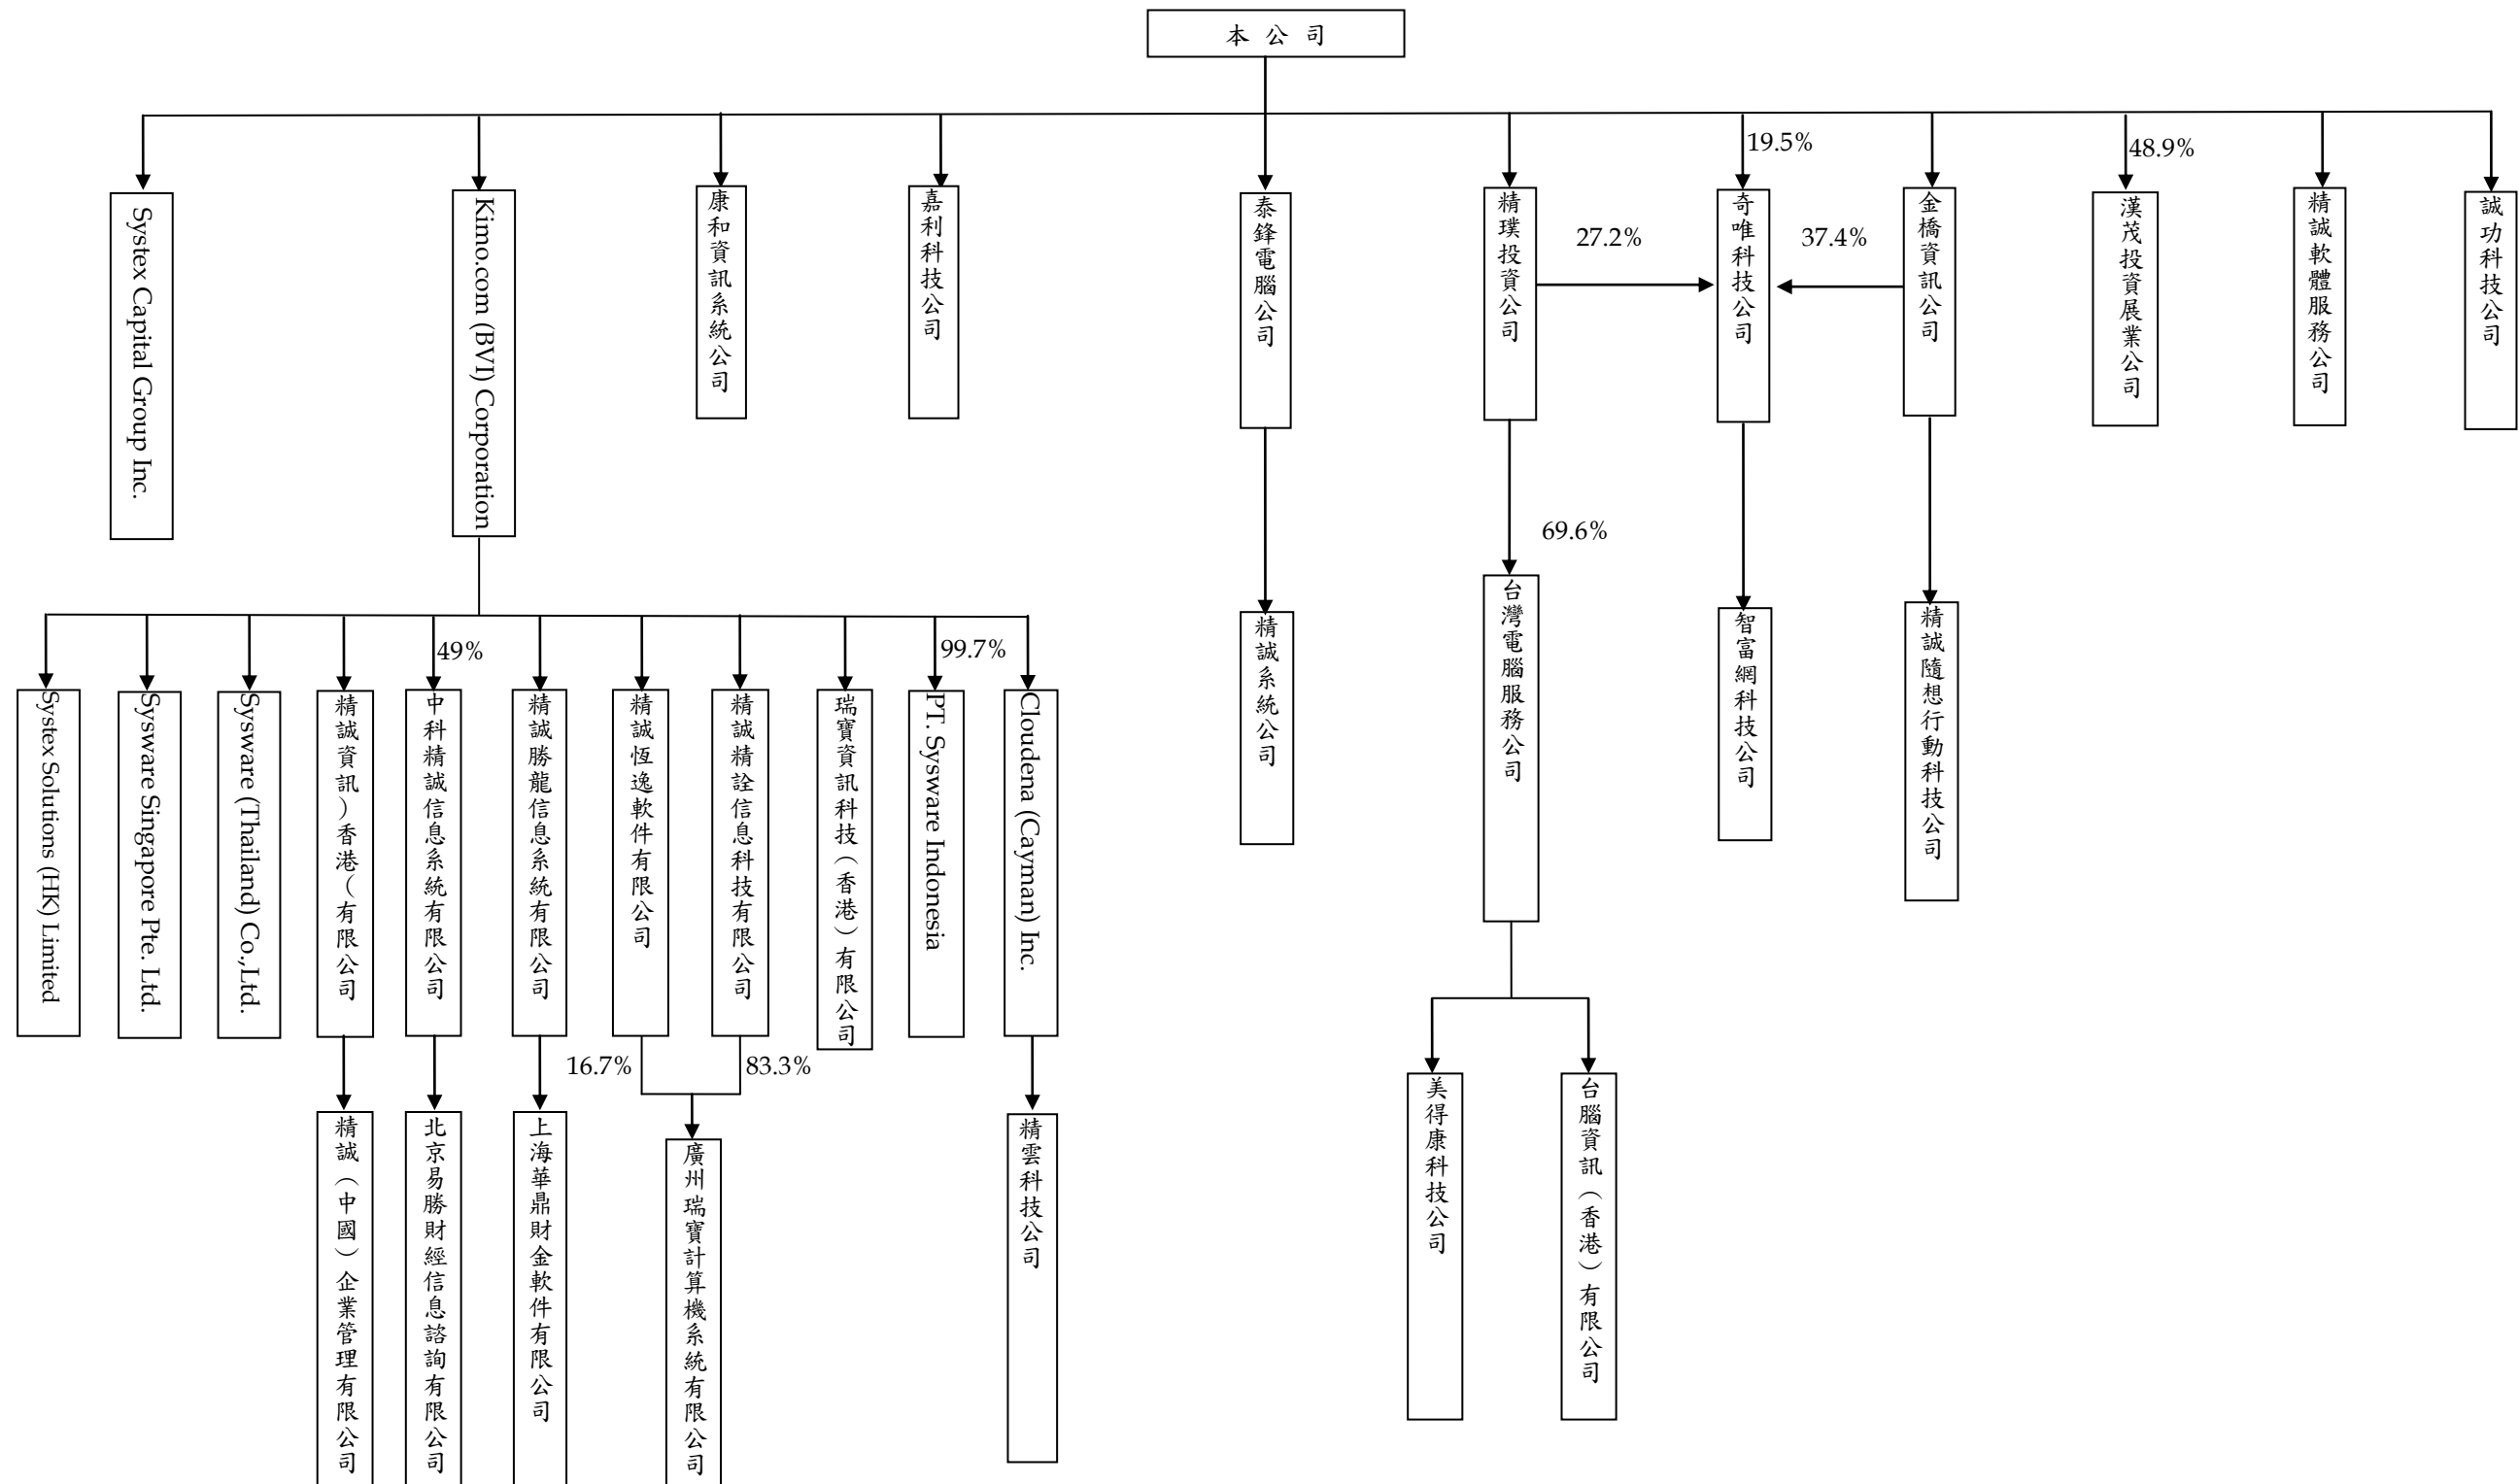 本公司
19.5%
48.9%
Systex Capital Group Inc.
Kimo.com (BVI) Corporation
康和資訊系統公司
嘉利科技公司
泰鋒電腦公司
精璞投資公司
27.2%
奇唯科技公司
37.4%
金橋資訊公司
漢茂投資展業公司
精誠軟體服務公司
誠功科技公司
69.6%
49%
99.7%
Systex Solutions (HK) Limited
Sysware Singapore Pte. Ltd.
Sysware (Thailand) Co.,Ltd.
精誠資訊）香港（有限公司
中科精誠信息系統有限公司
精誠勝龍信息系統有限公司
精誠恆逸軟件有限公司
精誠精詮信息科技有限公司
瑞寶資訊科技（香港）有限公司
PT. Sysware Indonesia
Cloudena (Cayman) Inc.
精誠系統公司
台灣電腦服務公司
智富網科技公司
精誠隨想行動科技公司
16.7%
83.3%
精誠（中國）企業管理有限公司
北京易勝財經信息諮詢有限公司
上海華鼎財金軟件有限公司
廣州瑞寶計算機系統有限公司
精雲科技公司
美得康科技公司
台腦資訊（香港）有限公司